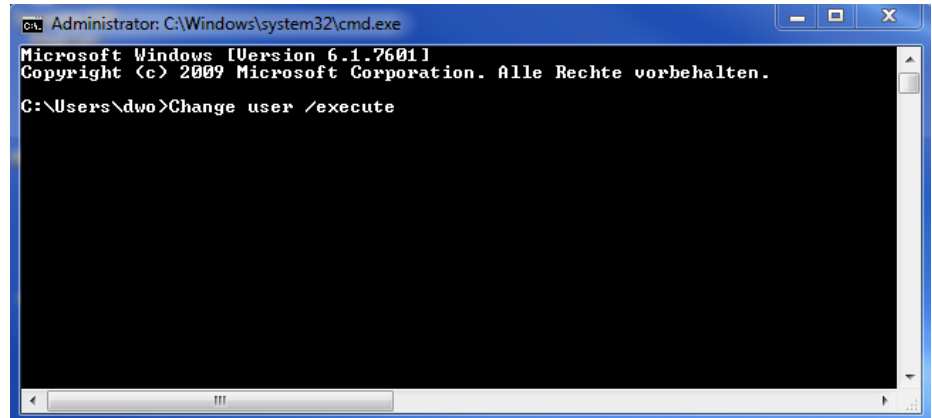 Administrator: C:\Windows\system32\cmd.exe
Microsoft Windows [Version 6.1.7601]
Copyright (c) 2009 Microsoft Corporation. Alle Rechte vorbehalten.
C:\Users\dwo>Change user /execute